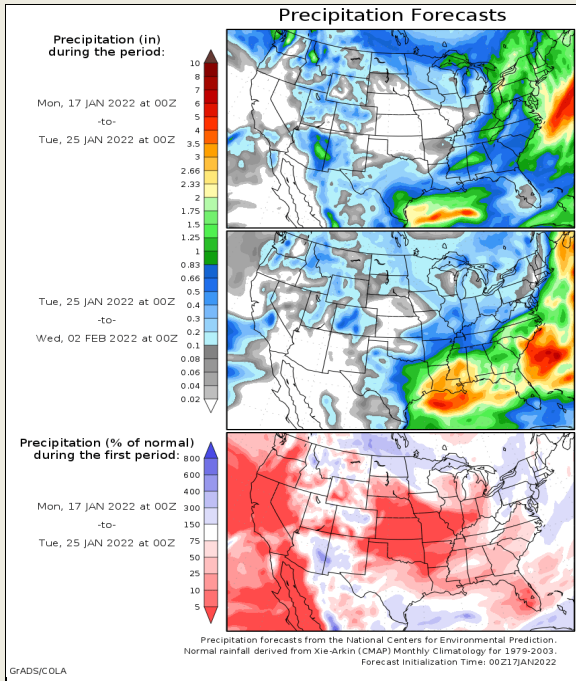 Precipitation Forecasts
Precipitation (in)
during the period:
Mon, 17 JAN 2022 at 00Z
-to-
Tue, 25 JAN 2022 at 00Z
10
8
7
6
5
4
3.5
3
2.66
2.33
2
1.75
1.5
1.25
1
0.83
0.66
0.5
0.4
0.3
0.2
0.1
0.08
0.06
0.04
0.02
Tue, 25 JAN 2022 at 00Z
-to-
Wed, 02 FEB 2022 at 00Z
Precipitation (% of normal)
during the first period:
Mon, 17 JAN 2022 at 00Z
-to-
Tue, 25 JAN 2022 at 00Z
800
600
400
300
150
75
50
25
10
5
Precipitation forecasts from the National Centers for Environmental Prediction.
Normal rainfall derived from Xie-Arkin (CMAP) Monthly Climatology for 1979-2003.
Forecast Initialization Time: 00Z17JAN2022
GrADS/COLA